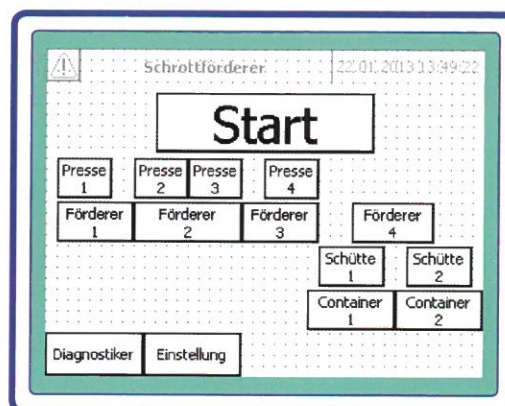 Schrottförderer 22.01.2013 13:49:22
Start
Presse 1 Presse 2 Presse 3 Presse 4
Förderer 1 Förderer 2 Förderer 3 Förderer 4
Schütte 1 Schütte 2
Container 1 Container 2
Diagnostiker Einstellung